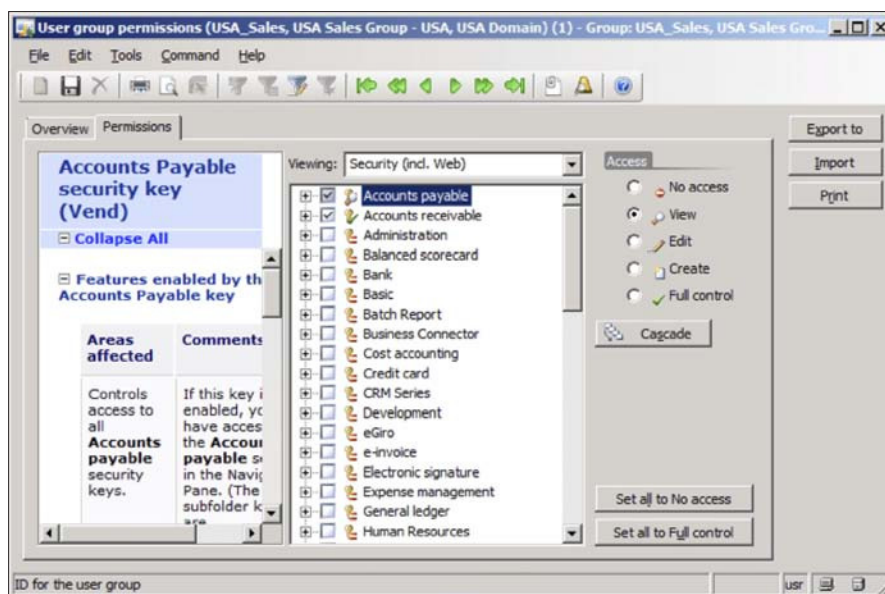 User group permissions (USA_Sales, USA Sales Group - USA, USA Domain) (1) - Group: USA_Sales, USA Sales Gro...
File Edit Tools Command Help
Overview Permissions
Accounts Payable
security key
(Vend)
Collapse All
Features enabled by th
Accounts Payable key
Areas
affected
Comments
Controls
access to
all
Accounts
payable
security
keys.
If this key i
enabled, yo
have acces
the Accou
payable s
in the Navig
Pane. (The
subfolder k
are
Viewing: Security (incl. Web)
Accounts payable
Accounts receivable
Administration
Balanced scorecard
Bank
Basic
Batch Report
Business Connector
Cost accounting
Credit card
CRM Series
Development
eGiro
e-invoice
Electronic signature
Expense management
General ledger
Human Resources
Access
No access
View
Edit
Create
Full control
Cascade
Set all to No access
Set all to Full control
Export to
Import
Print
ID for the user group
usr